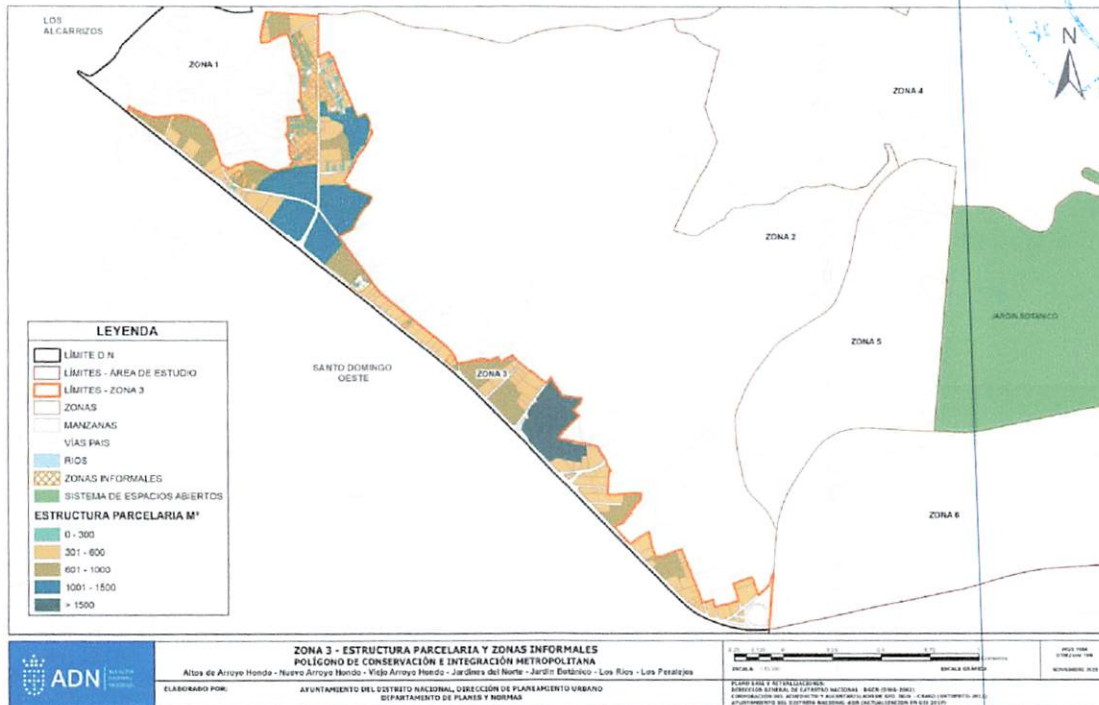 LOS
ALCARRIZOS
ZONA 1
N
ZONA 4
ZONA 2
JARDIN BOTANICO
ZONA 5
SANTO DOMINGO
OESTE
ZONA 3
ZONA 6
LEYENDA
LÍMITE D.N
LÍMITES - ÁREA DE ESTUDIO
LÍMITES - ZONA 3
ZONAS
MANZANAS
VÍAS PAIS
RIOS
ZONAS INFORMALES
SISTEMA DE ESPACIOS ABIERTOS
ESTRUCTURA PARCELARIA M²
0 - 300
301 - 600
601 - 1000
1001 - 1500
> 1500
ADN
ZONA 3 - ESTRUCTURA PARCELARIA Y ZONAS INFORMALES
POLÍGONO DE CONSERVACIÓN E INTEGRACIÓN METROPOLITANA
Altos de Arroyo Hondo - Nuevo Arroyo Hondo - Viejo Arroyo Hondo - Jardines del Norte - Jardín Botánico - Los Ríos - Los Peralejos
ELABORADO POR:
AYUNTAMIENTO DEL DISTRITO NACIONAL, DIRECCIÓN DE PLANEAMIENTO URBANO
DEPARTAMENTO DE PLANES Y NORMAS
ESCALA
ESCALA GRÁFICA
NOVIEMBRE